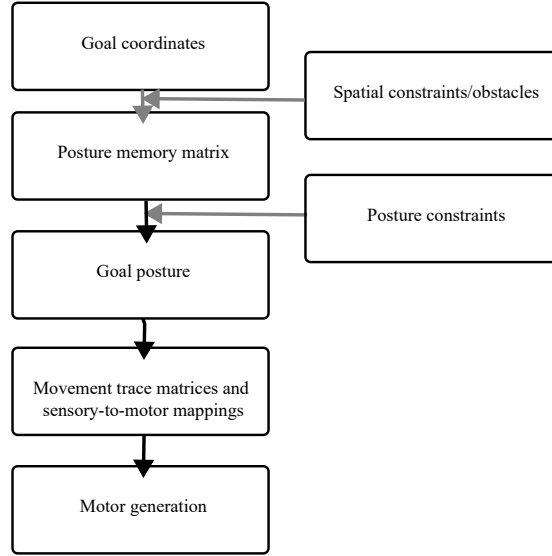 Goal coordinates
Spatial constraints/obstacles
Posture memory matrix
Posture constraints
Goal posture
Movement trace matrices and
sensory-to-motor mappings
Motor generation